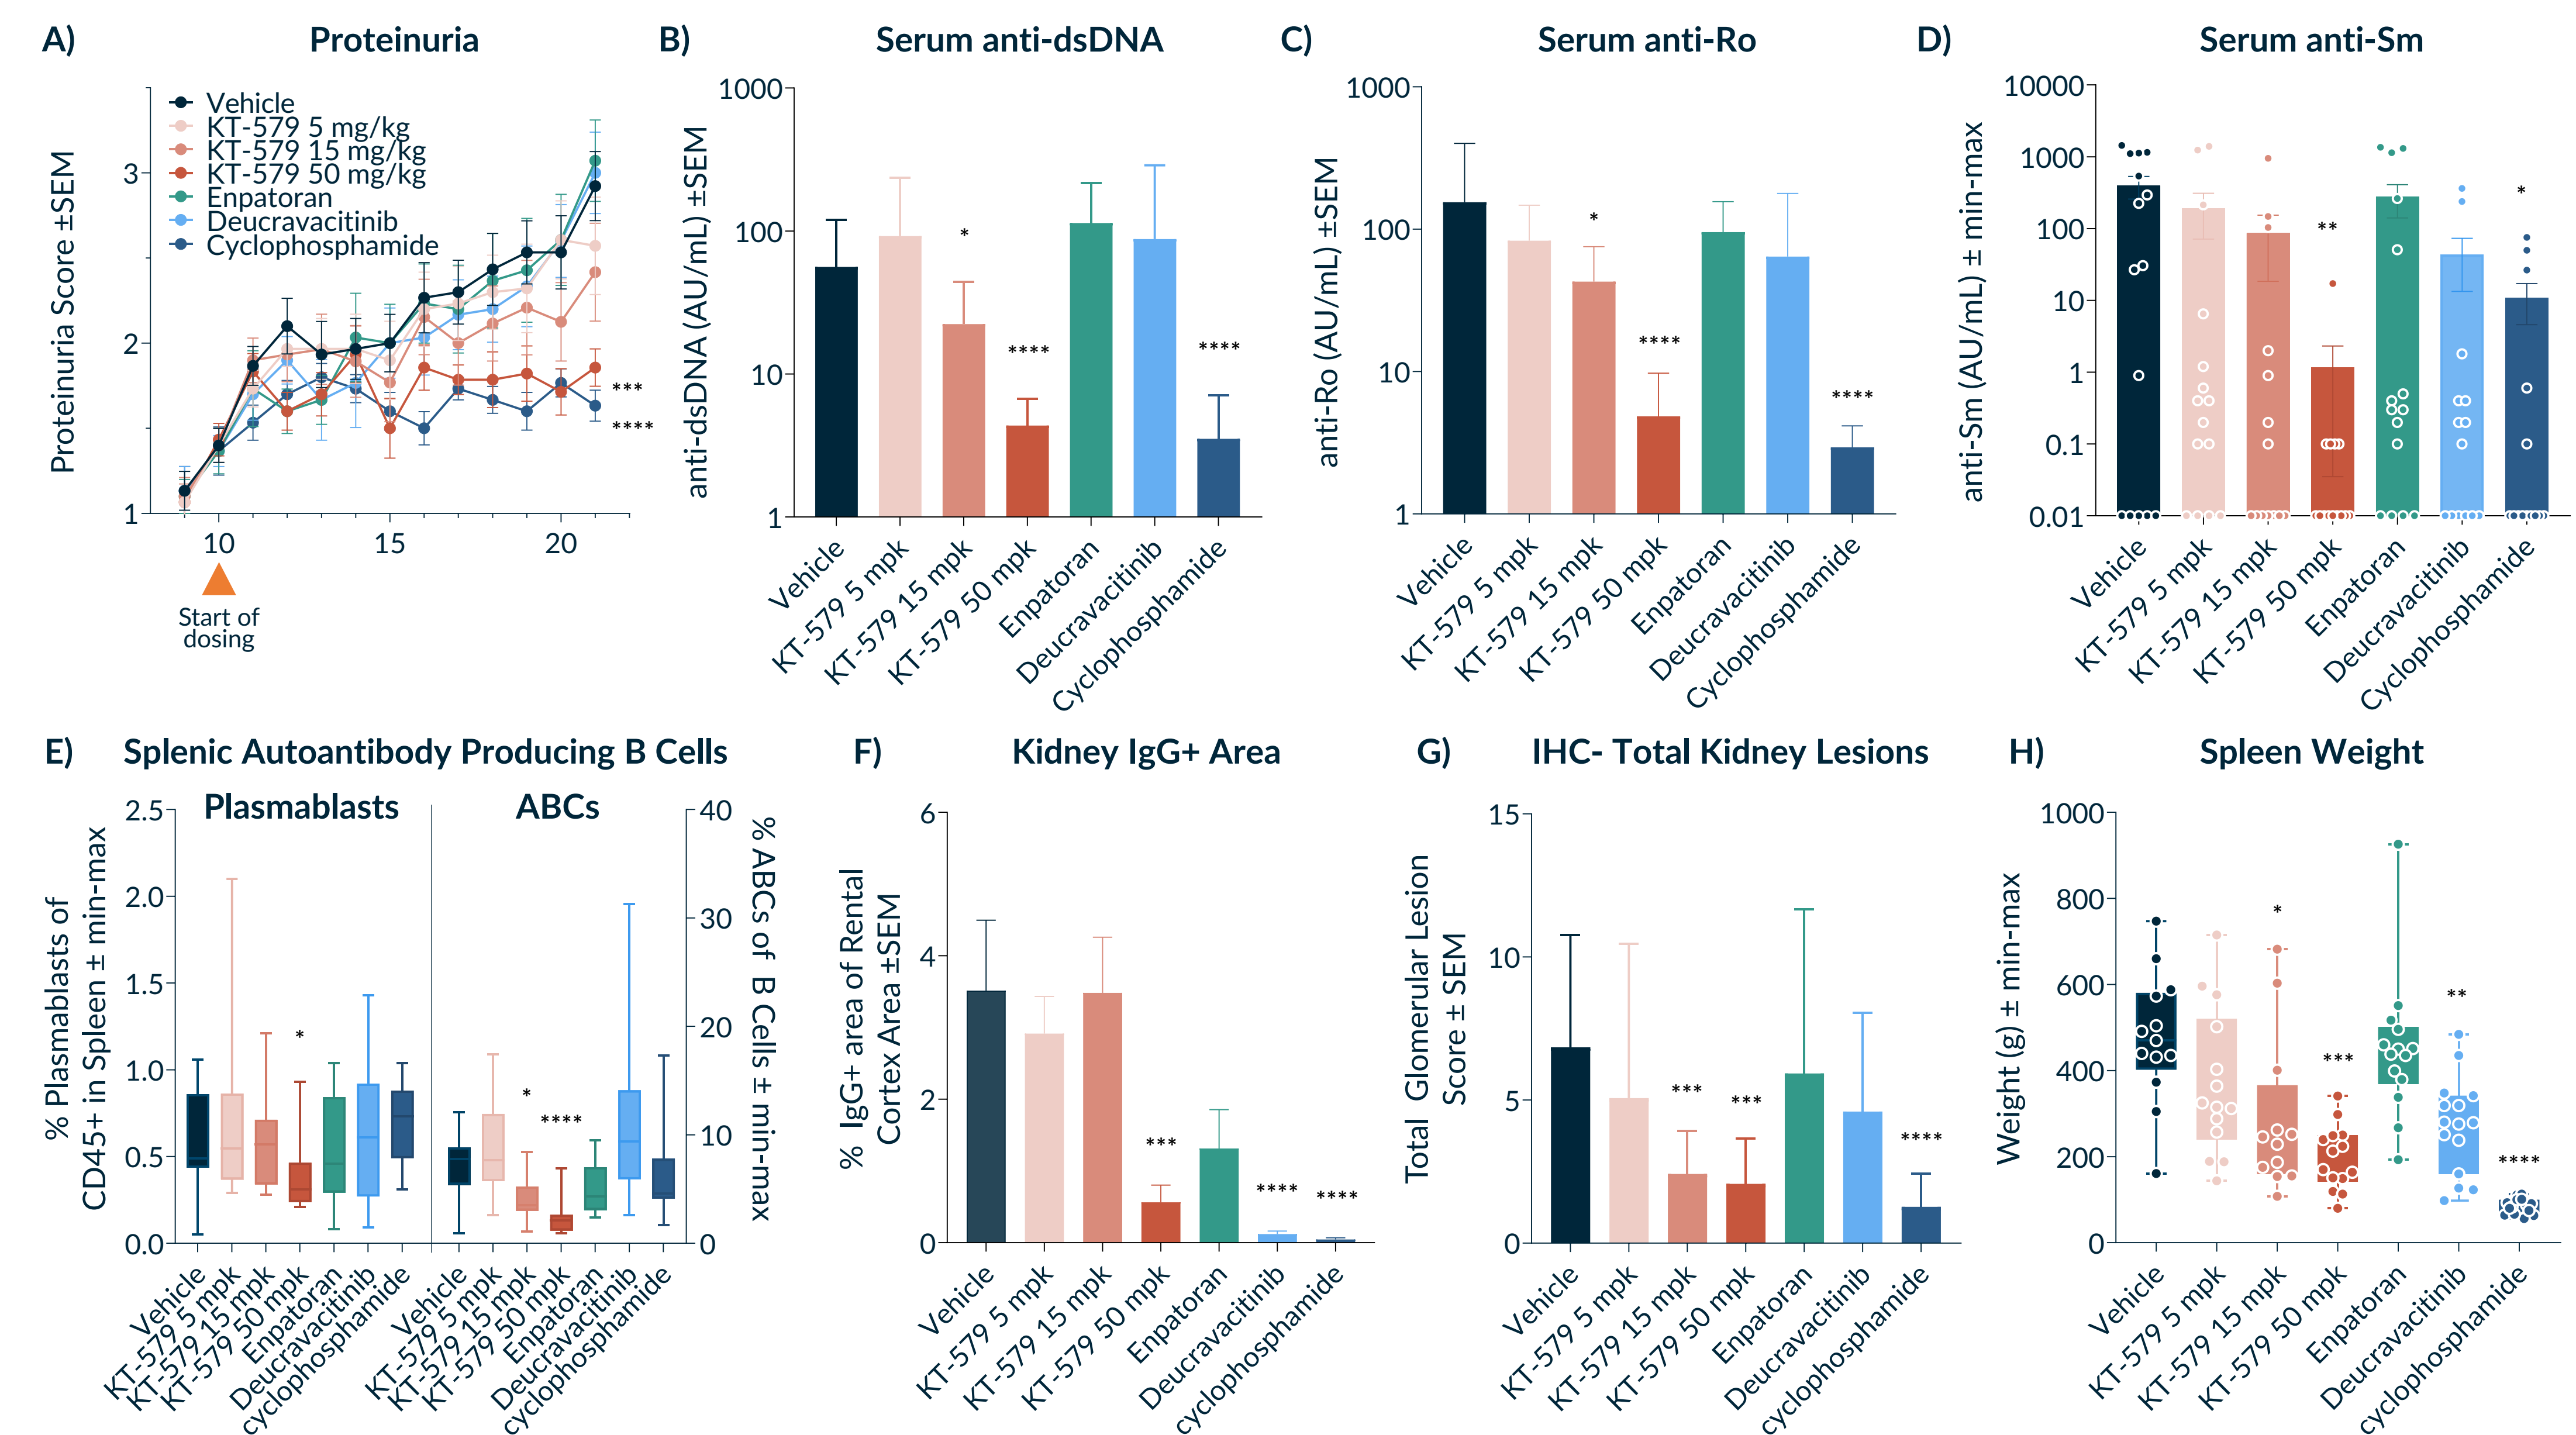 A) Proteinuria
Proteinuria Score ±SEM
3
2
1
10 15 20
Vehicle
KT-579 5 mg/kg
KT-579 15 mg/kg
KT-579 50 mg/kg
Enpatoran
Deucravacitinib
Cyclophosphamide
***
****
Start of
dosing
B) Serum anti-dsDNA
anti-dsDNA (AU/mL) ±SEM
1000
100
10
1
*
****
****
Vehicle
KT-579 5 mpk
KT-579 15 mpk
KT-579 50 mpk
Enpatoran
Deucravacitinib
Cyclophosphamide
C) Serum anti-Ro
anti-Ro (AU/mL) ±SEM
1000
100
10
1
*
****
****
Vehicle
KT-579 5 mpk
KT-579 15 mpk
KT-579 50 mpk
Enpatoran
Deucravacitinib
Cyclophosphamide
D) Serum anti-Sm
anti-Sm (AU/mL) ± min-max
10000
1000
100
10
1
0.1
0.01
**
*
Vehicle
KT-579 5 mpk
KT-579 15 mpk
KT-579 50 mpk
Enpatoran
Deucravacitinib
Cyclophosphamide
E) Splenic Autoantibody Producing B Cells
Plasmablasts ABCs
% Plasmablasts of
CD45+ in Spleen ± min-max
2.5
2.0
1.5
1.0
0.5
0.0
*
*
****
40
30
20
10
0
% ABCs of B Cells ± min-max
Vehicle
KT-579 5 mpk
KT-579 15 mpk
KT-579 50 mpk
Enpatoran
Deucravacitinib
cyclophosphamide
Vehicle
KT-579 5 mpk
KT-579 15 mpk
KT-579 50 mpk
Enpatoran
Deucravacitinib
cyclophosphamide
F) Kidney IgG+ Area
% IgG+ area of Rental
Cortex Area ±SEM
6
4
2
0
***
****
****
Vehicle
KT-579 5 mpk
KT-579 15 mpk
KT-579 50 mpk
Enpatoran
Deucravacitinib
cyclophosphamide
G) IHC- Total Kidney Lesions
Total Glomerular Lesion
Score ± SEM
15
10
5
0
***
***
****
Vehicle
KT-579 5 mpk
KT-579 15 mpk
KT-579 50 mpk
Enpatoran
Deucravacitinib
cyclophosphamide
H) Spleen Weight
Weight (g) ± min-max
1000
800
600
400
200
0
*
***
**
****
Vehicle
KT-579 5 mpk
KT-579 15 mpk
KT-579 50 mpk
Enpatoran
Deucravacitinib
cyclophosphamide